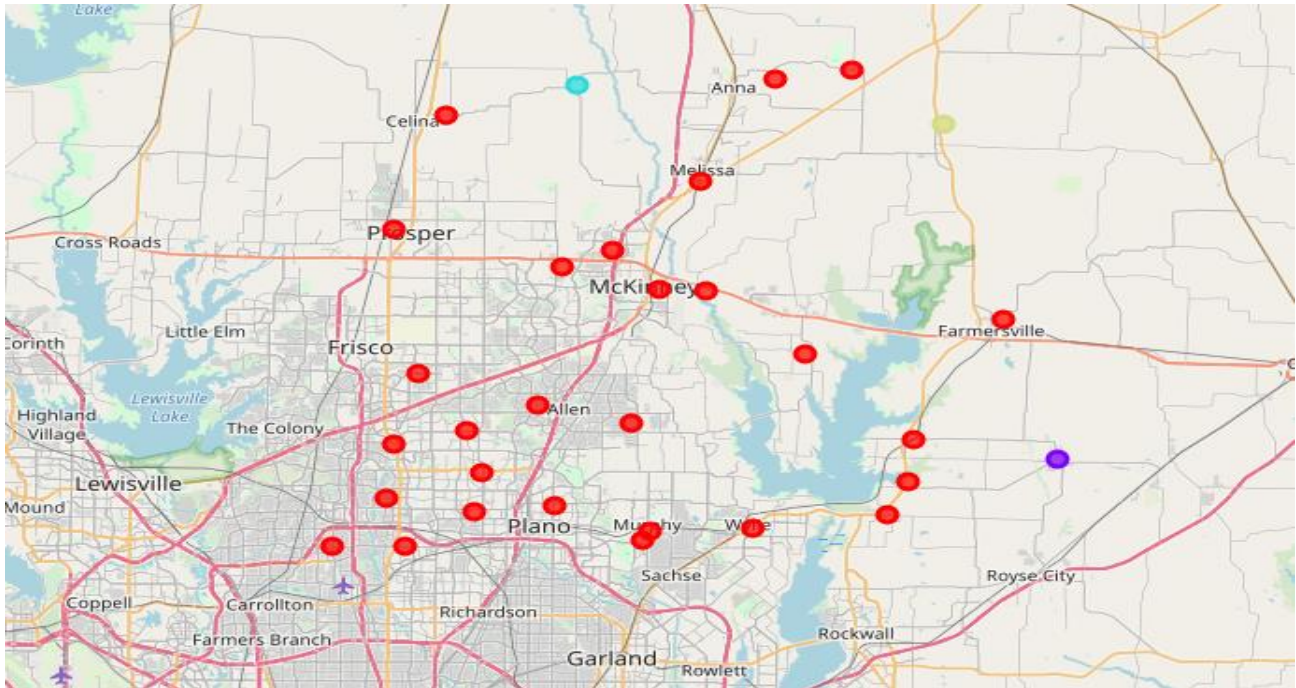 Lake
Anna
Celina
Melissa
Prosper
Cross Roads
McKinney
Little Elm
Farmersville
Corinth
Frisco
Lewisville
Lake
Allen
Highland
Village
The Colony
Lewisville
Mound
Plano
Murphy
Wylie
Sachse
Royse City
Coppell
Carrollton
Richardson
Farmers Branch
Rockwall
Garland
Rowlett